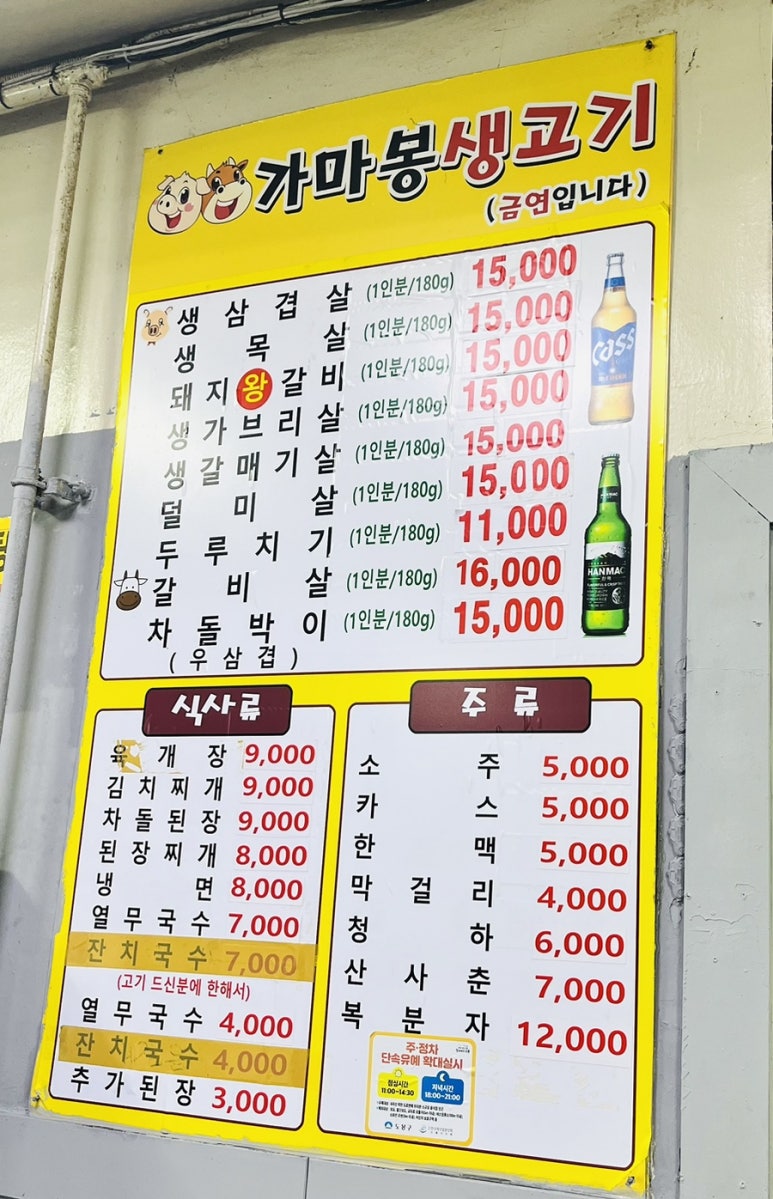 가마봉생고기
(금연입니다)
생삼겹살 (1인분/180g) 15,000
생목살 (1인분/180g) 15,000
돼지왕갈비 (1인분/180g) 15,000
생가브리살 (1인분/180g) 15,000
생갈매기살 (1인분/180g) 15,000
덜미살 (1인분/180g) 15,000
두루치기 (1인분/180g) 11,000
갈비살 (1인분/180g) 16,000
차돌박이 (1인분/180g) 15,000
(우삼겹)
Cass
HANMAC
한맥
식사류
육개장 9,000
김치찌개 9,000
차돌된장 9,000
된장찌개 8,000
냉면 8,000
열무국수 7,000
잔치국수 7,000
(고기 드신분에 한해서)
열무국수 4,000
잔치국수 4,000
추가된장 3,000
주류
소주 5,000
카스 5,000
한맥 5,000
막걸리 4,000
청하 6,000
산사춘 7,000
복분자 12,000
주·정차
단속유예 확대실시
점심시간
11:00~14:30
저녁시간
18:00~21:00
도봉구